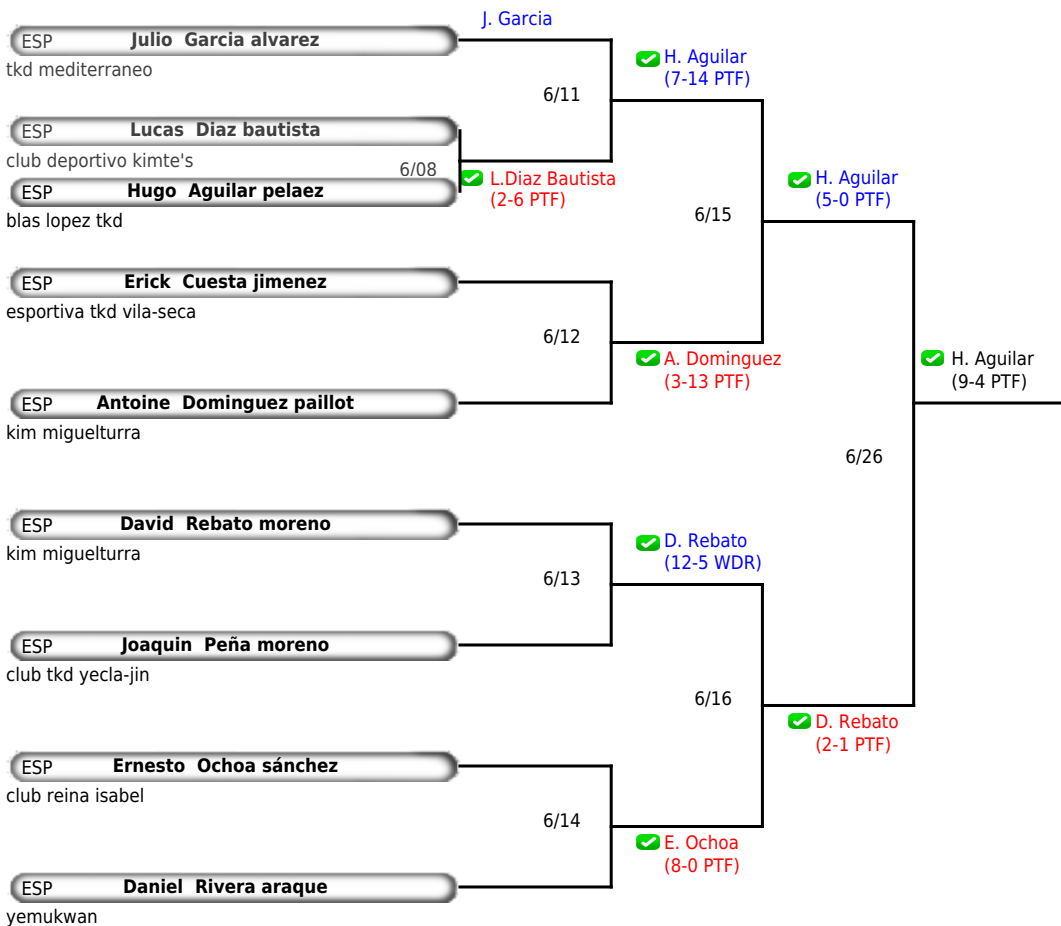 J. Garcia
ESP Julio Garcia alvarez
tkd mediterraneo
H. Aguilar
(7-14 PTF)
6/11
ESP Lucas Diaz bautista
club deportivo kimte's
6/08
L.Diaz Bautista
(2-6 PTF)
ESP Hugo Aguilar pelaez
blas lopez tkd
H. Aguilar
(5-0 PTF)
6/15
ESP Erick Cuesta jimenez
esportiva tkd vila-seca
6/12
A. Dominguez
(3-13 PTF)
H. Aguilar
(9-4 PTF)
ESP Antoine Dominguez paillot
kim miguelturra
6/26
ESP David Rebato moreno
kim miguelturra
D. Rebato
(12-5 WDR)
6/13
ESP Joaquin Peña moreno
club tkd yecla-jin
6/16
D. Rebato
(2-1 PTF)
ESP Ernesto Ochoa sánchez
club reina isabel
6/14
E. Ochoa
(8-0 PTF)
ESP Daniel Rivera araque
yemukwan